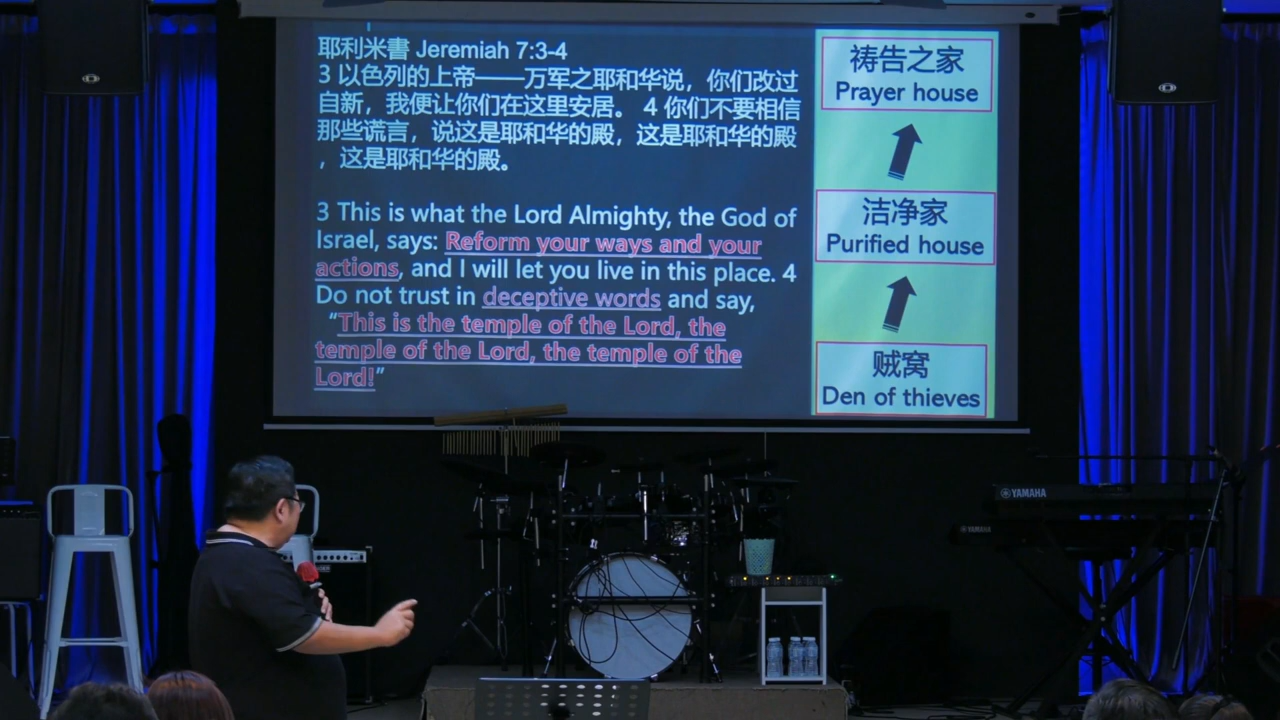 耶利米書 Jeremiah 7:3-4
3 以色列的上帝——万军之耶和华说，你们改过
自新，我便让你们在这里安居。 4 你们不要相信
那些谎言，说这是耶和华的殿，这是耶和华的殿
，这是耶和华的殿。
3 This is what the Lord Almighty, the God of
Israel, says: Reform your ways and your
actions, and I will let you live in this place. 4
Do not trust in deceptive words and say,
“This is the temple of the Lord, the
temple of the Lord, the temple of the
Lord!”
祷告之家
Prayer house
洁净家
Purified house
贼窝
Den of thieves
YAMAHA
YAMAHA